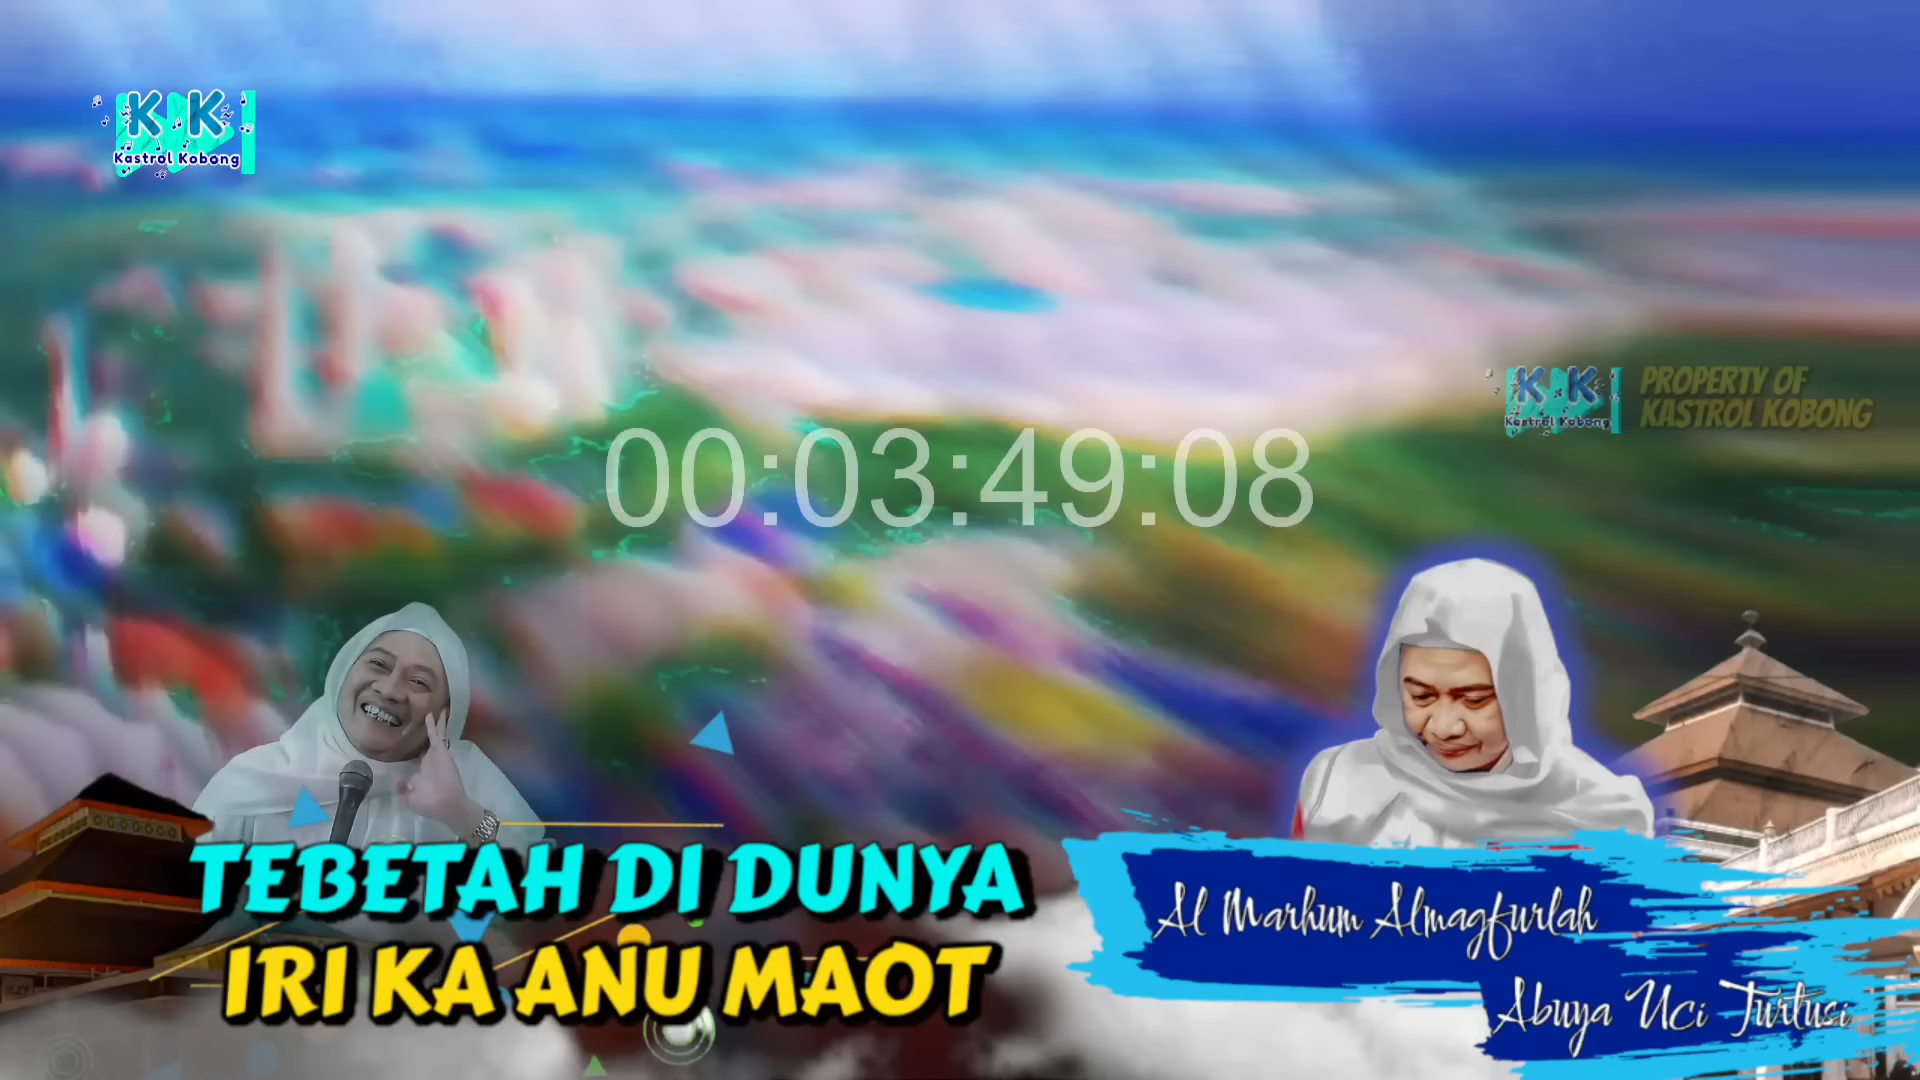 K K
Kastrol Kobong
K K
Kastrol Kobong
PROPERTY OF
KASTROL KOBONG
00:03:49:08
TEBETAH DI DUNYA
IRI KA ANU MAOT
Al Marhum Almagfurlah
Abuya Uci Turtusi